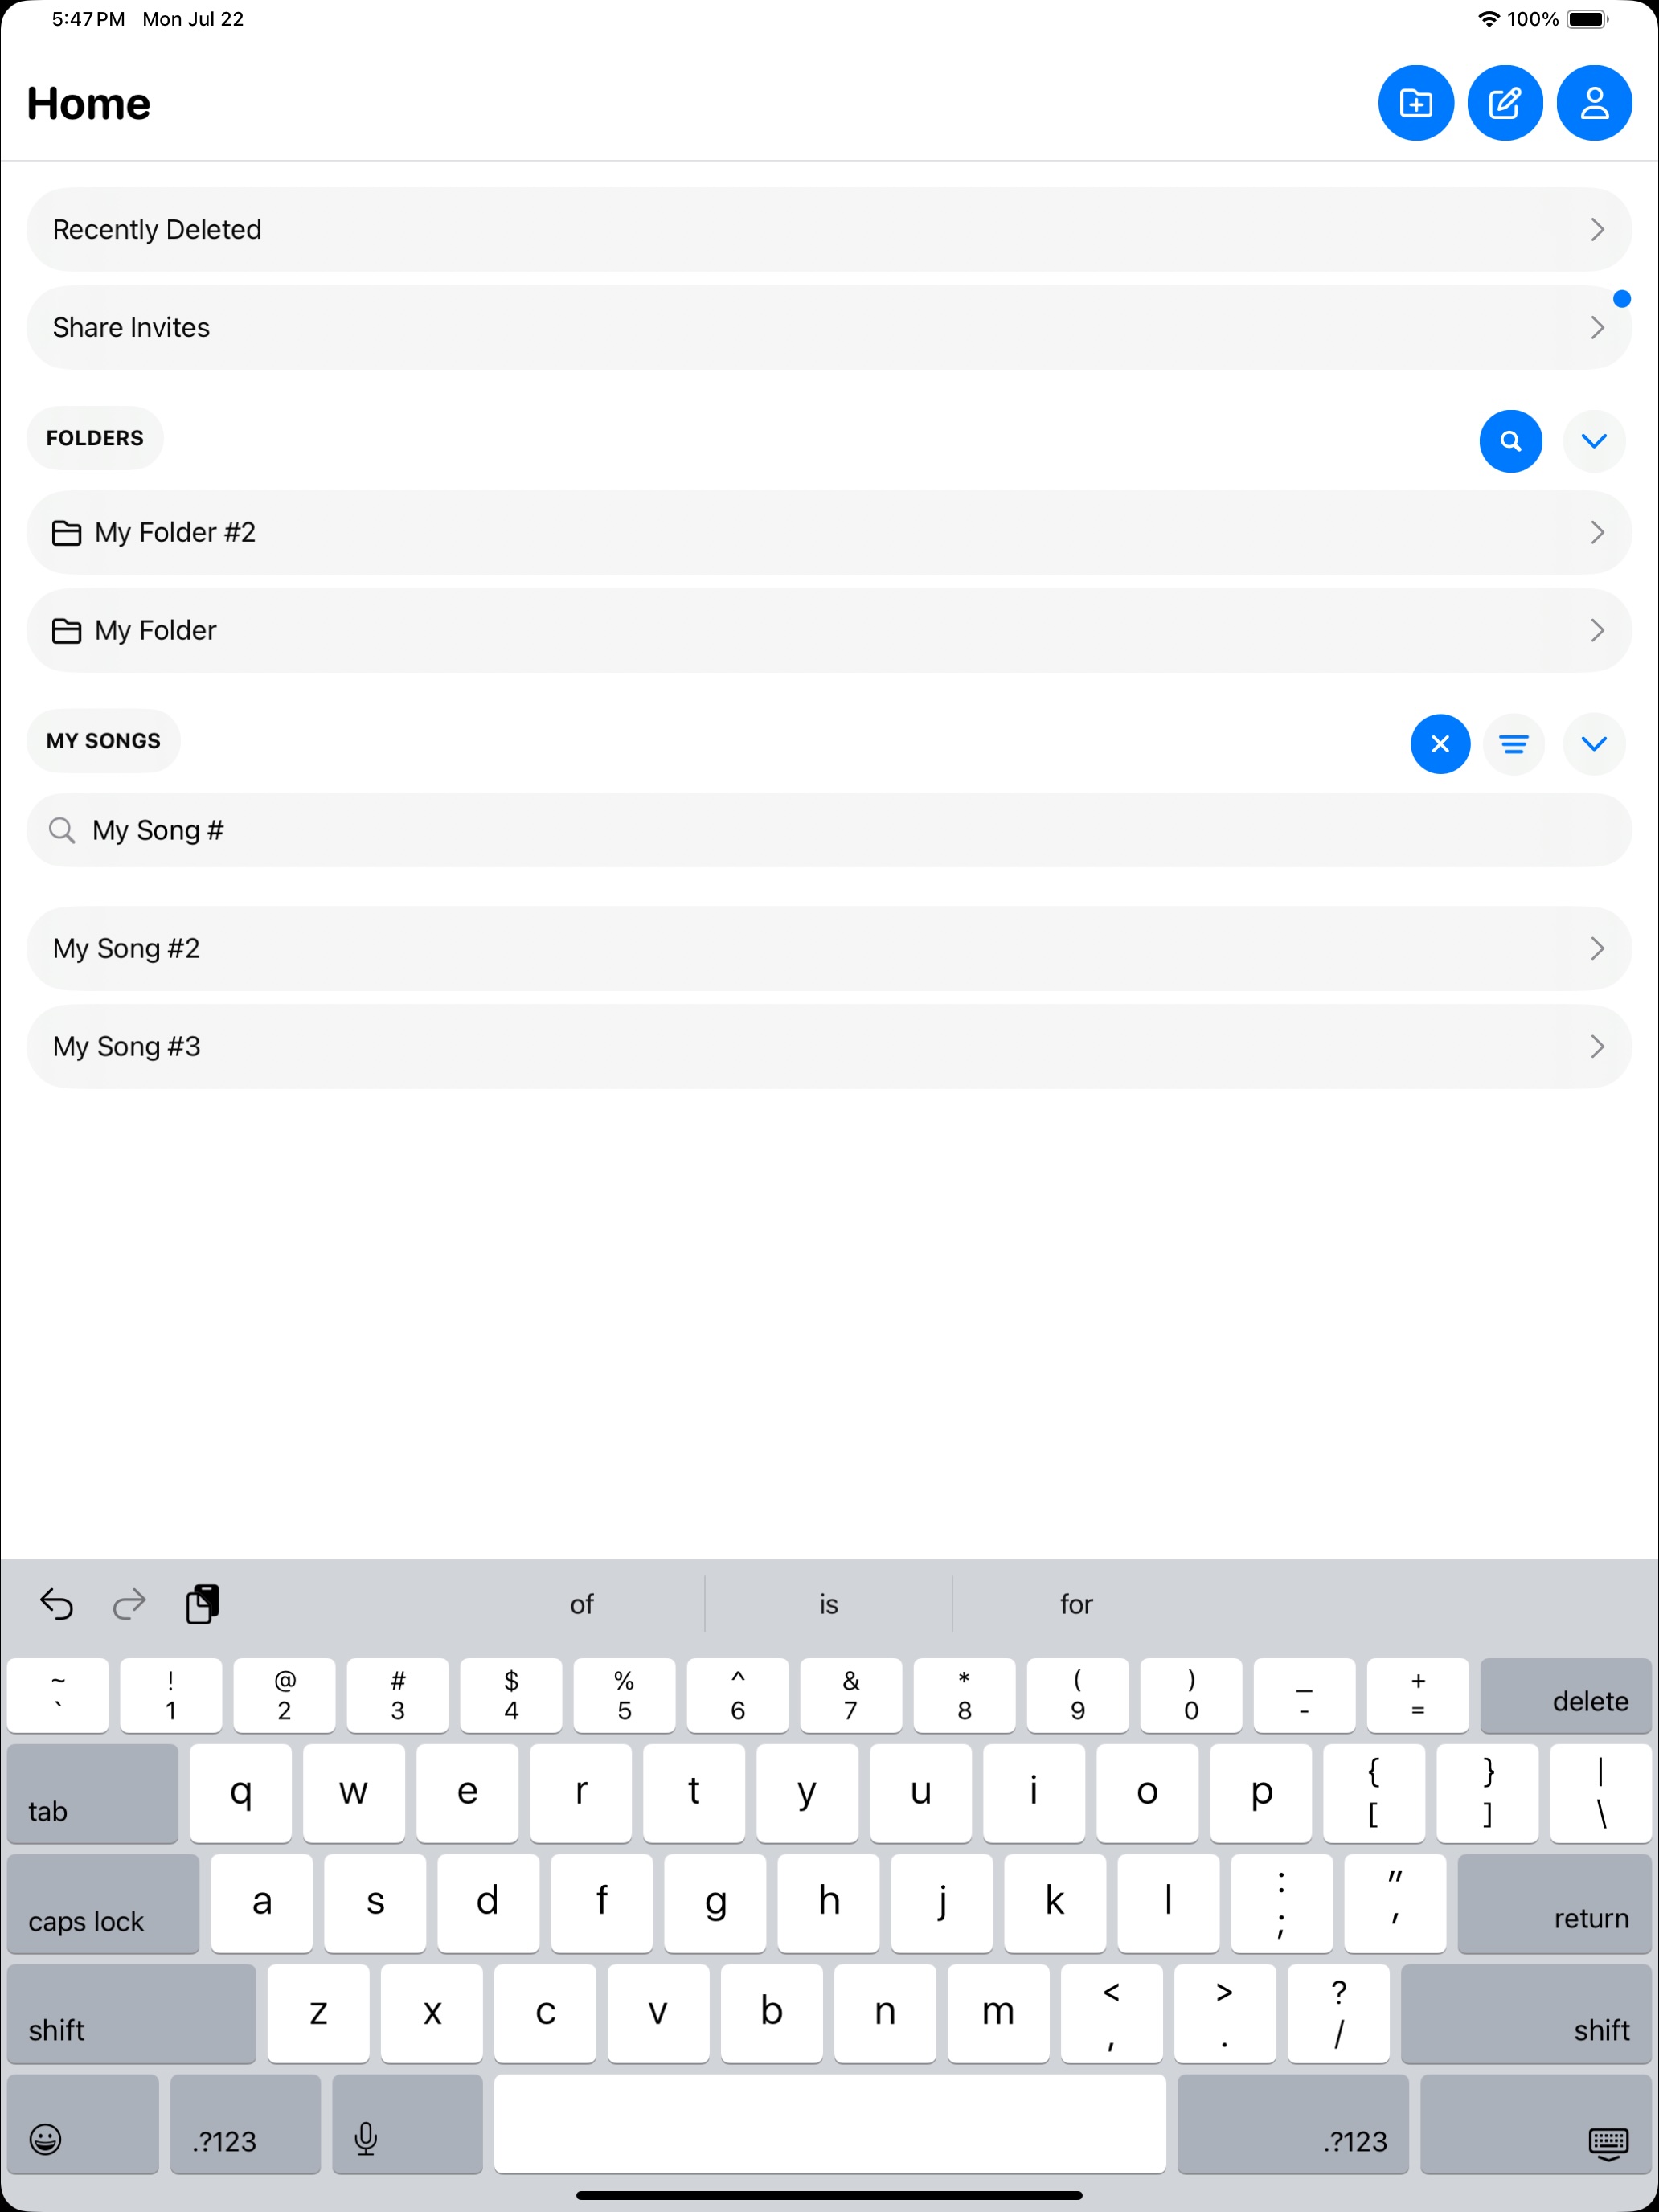 5:47 PM Mon Jul 22
100%
Home
Recently Deleted
Share Invites
FOLDERS
My Folder #2
My Folder
MY SONGS
My Song #
My Song #2
My Song #3
of is for
~ ! @ # $ % ^ & * ( ) _ +
` 1 2 3 4 5 6 7 8 9 0 - = delete
tab q w e r t y u i o p { [ } ] | \
caps lock a s d f g h j k l : ; " ' return
shift z x c v b n m < , > . ? / shift
.?123 .?123